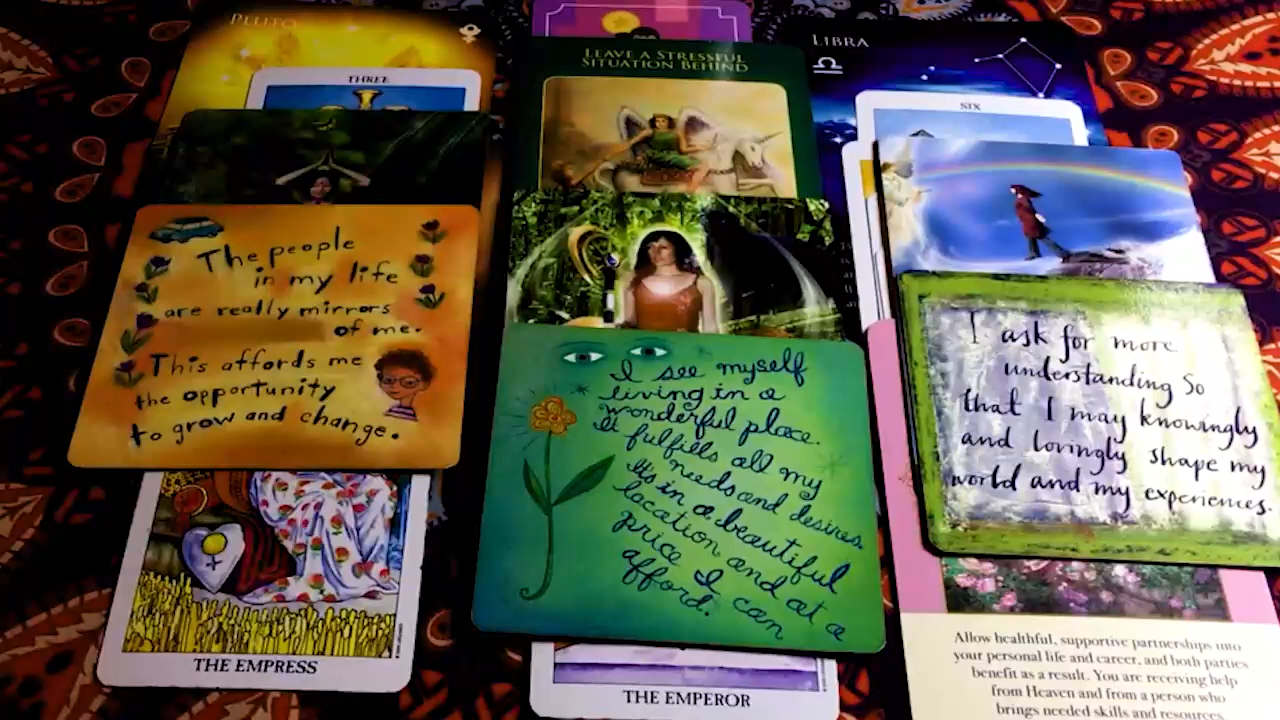 PLUTO
THREE
The people
in my life
are really mirrors
of me.
This affords me
the opportunity
to grow and change.
THE EMPRESS
LEAVE A STRESSFUL
SITUATION BEHIND
I see myself
living in a
wonderful place.
It fulfills all my
needs and desires.
It's in a beautiful
location and at a
price I can
afford.
THE EMPEROR
LIBRA
SIX
I ask for more
understanding so
that I may knowingly
and lovingly shape my
world and my experiences.
Allow healthful, supportive partnerships into
your personal life and career, and both parties
benefit as a result. You are receiving help
from Heaven and from a person who
brings needed skills and resources.